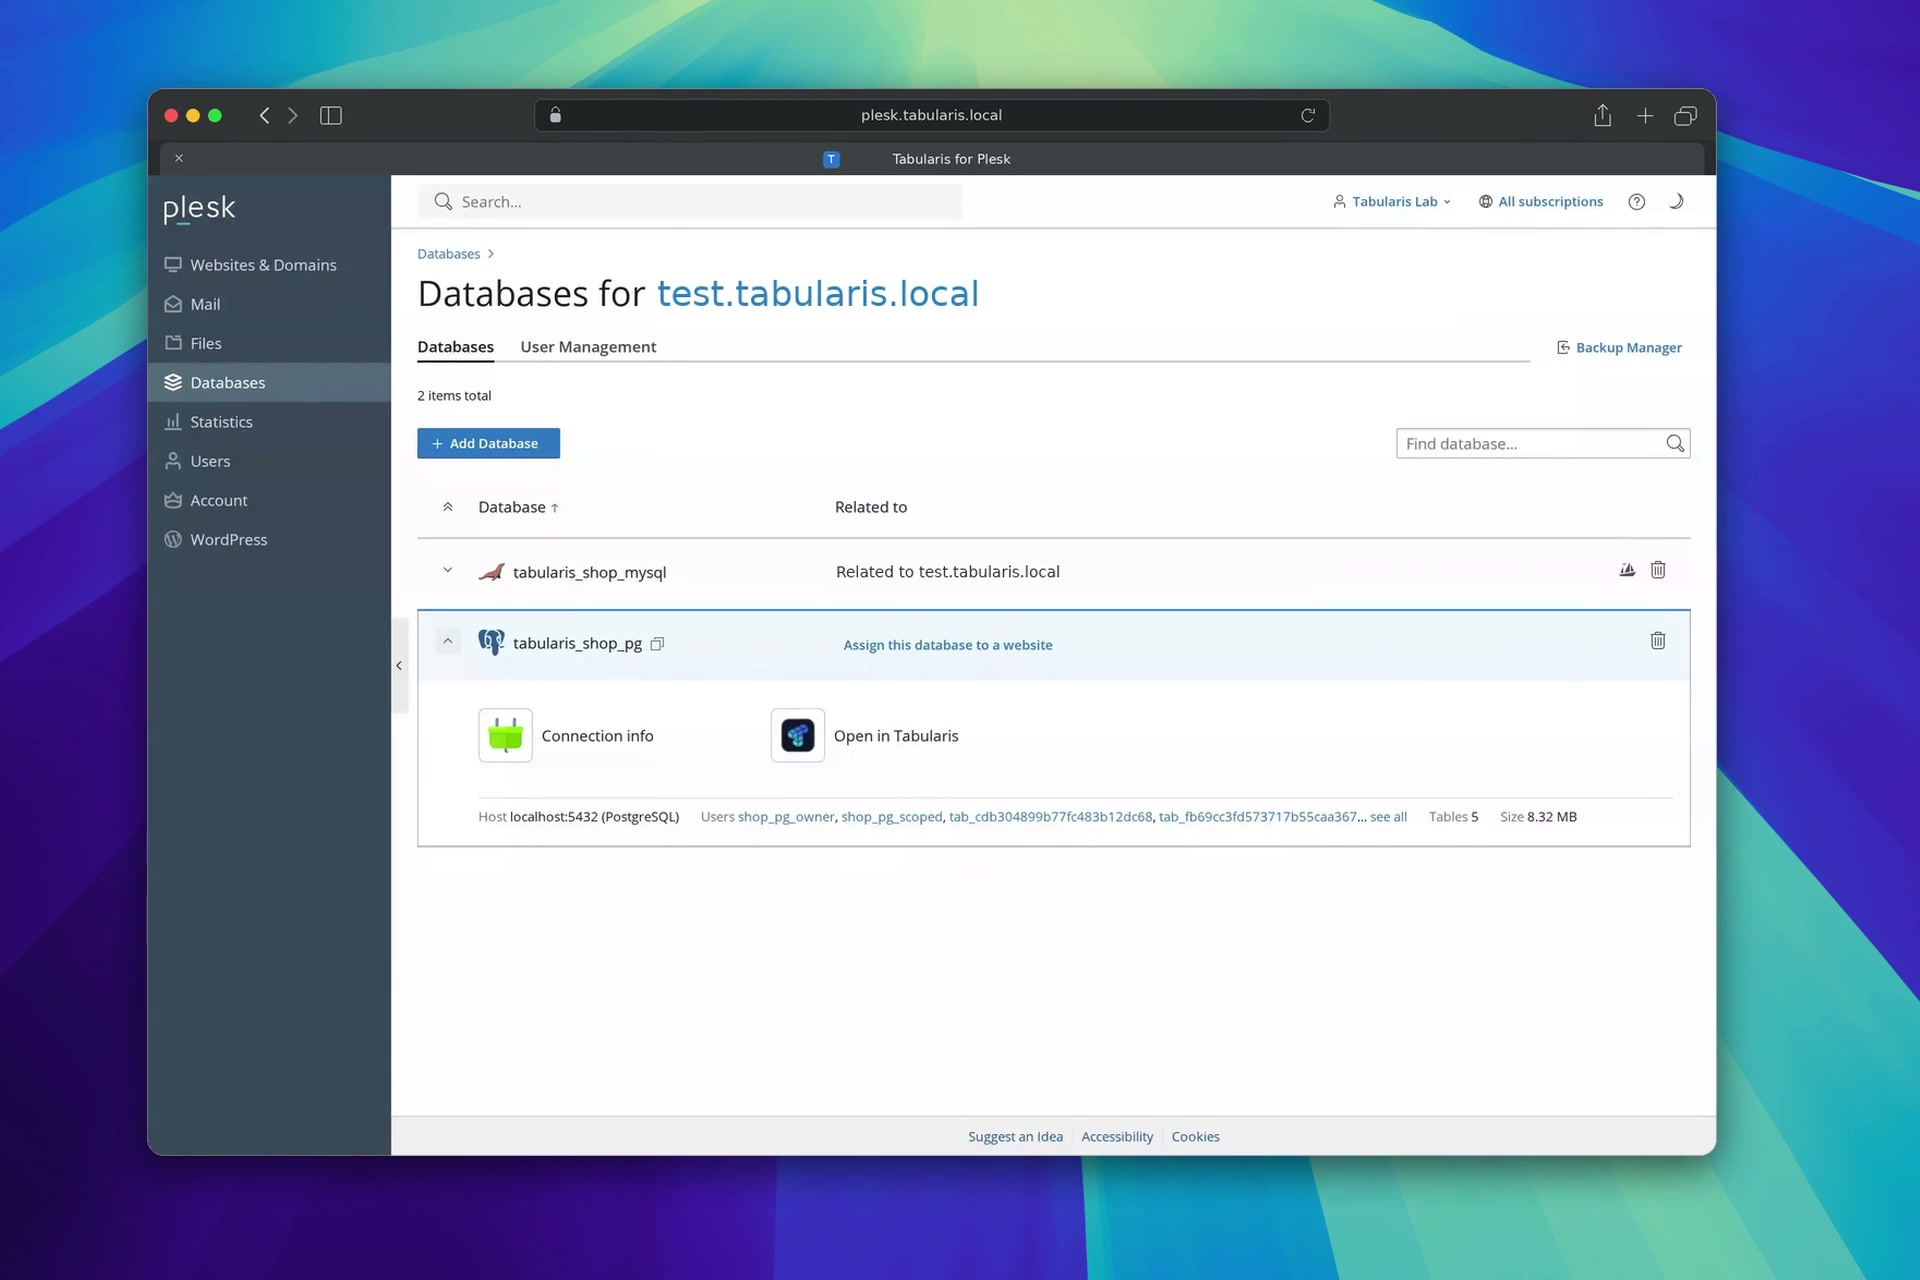 plesk.tabularis.local
T Tabularis for Plesk
plesk
Search...
Tabularis Lab
All subscriptions
Websites & Domains
Mail
Files
Databases
Statistics
Users
Account
WordPress
Databases
Databases for test.tabularis.local
Databases User Management
Backup Manager
2 items total
+ Add Database
Find database...
Database ↑ Related to
tabularis_shop_mysql Related to test.tabularis.local
tabularis_shop_pg Assign this database to a website
Connection info Open in Tabularis
Host localhost:5432 (PostgreSQL) Users shop_pg_owner, shop_pg_scoped, tab_cdb304899b77fc483b12dc68, tab_fb69cc3fd573717b55caa367... see all Tables 5 Size 8.32 MB
Suggest an Idea Accessibility Cookies